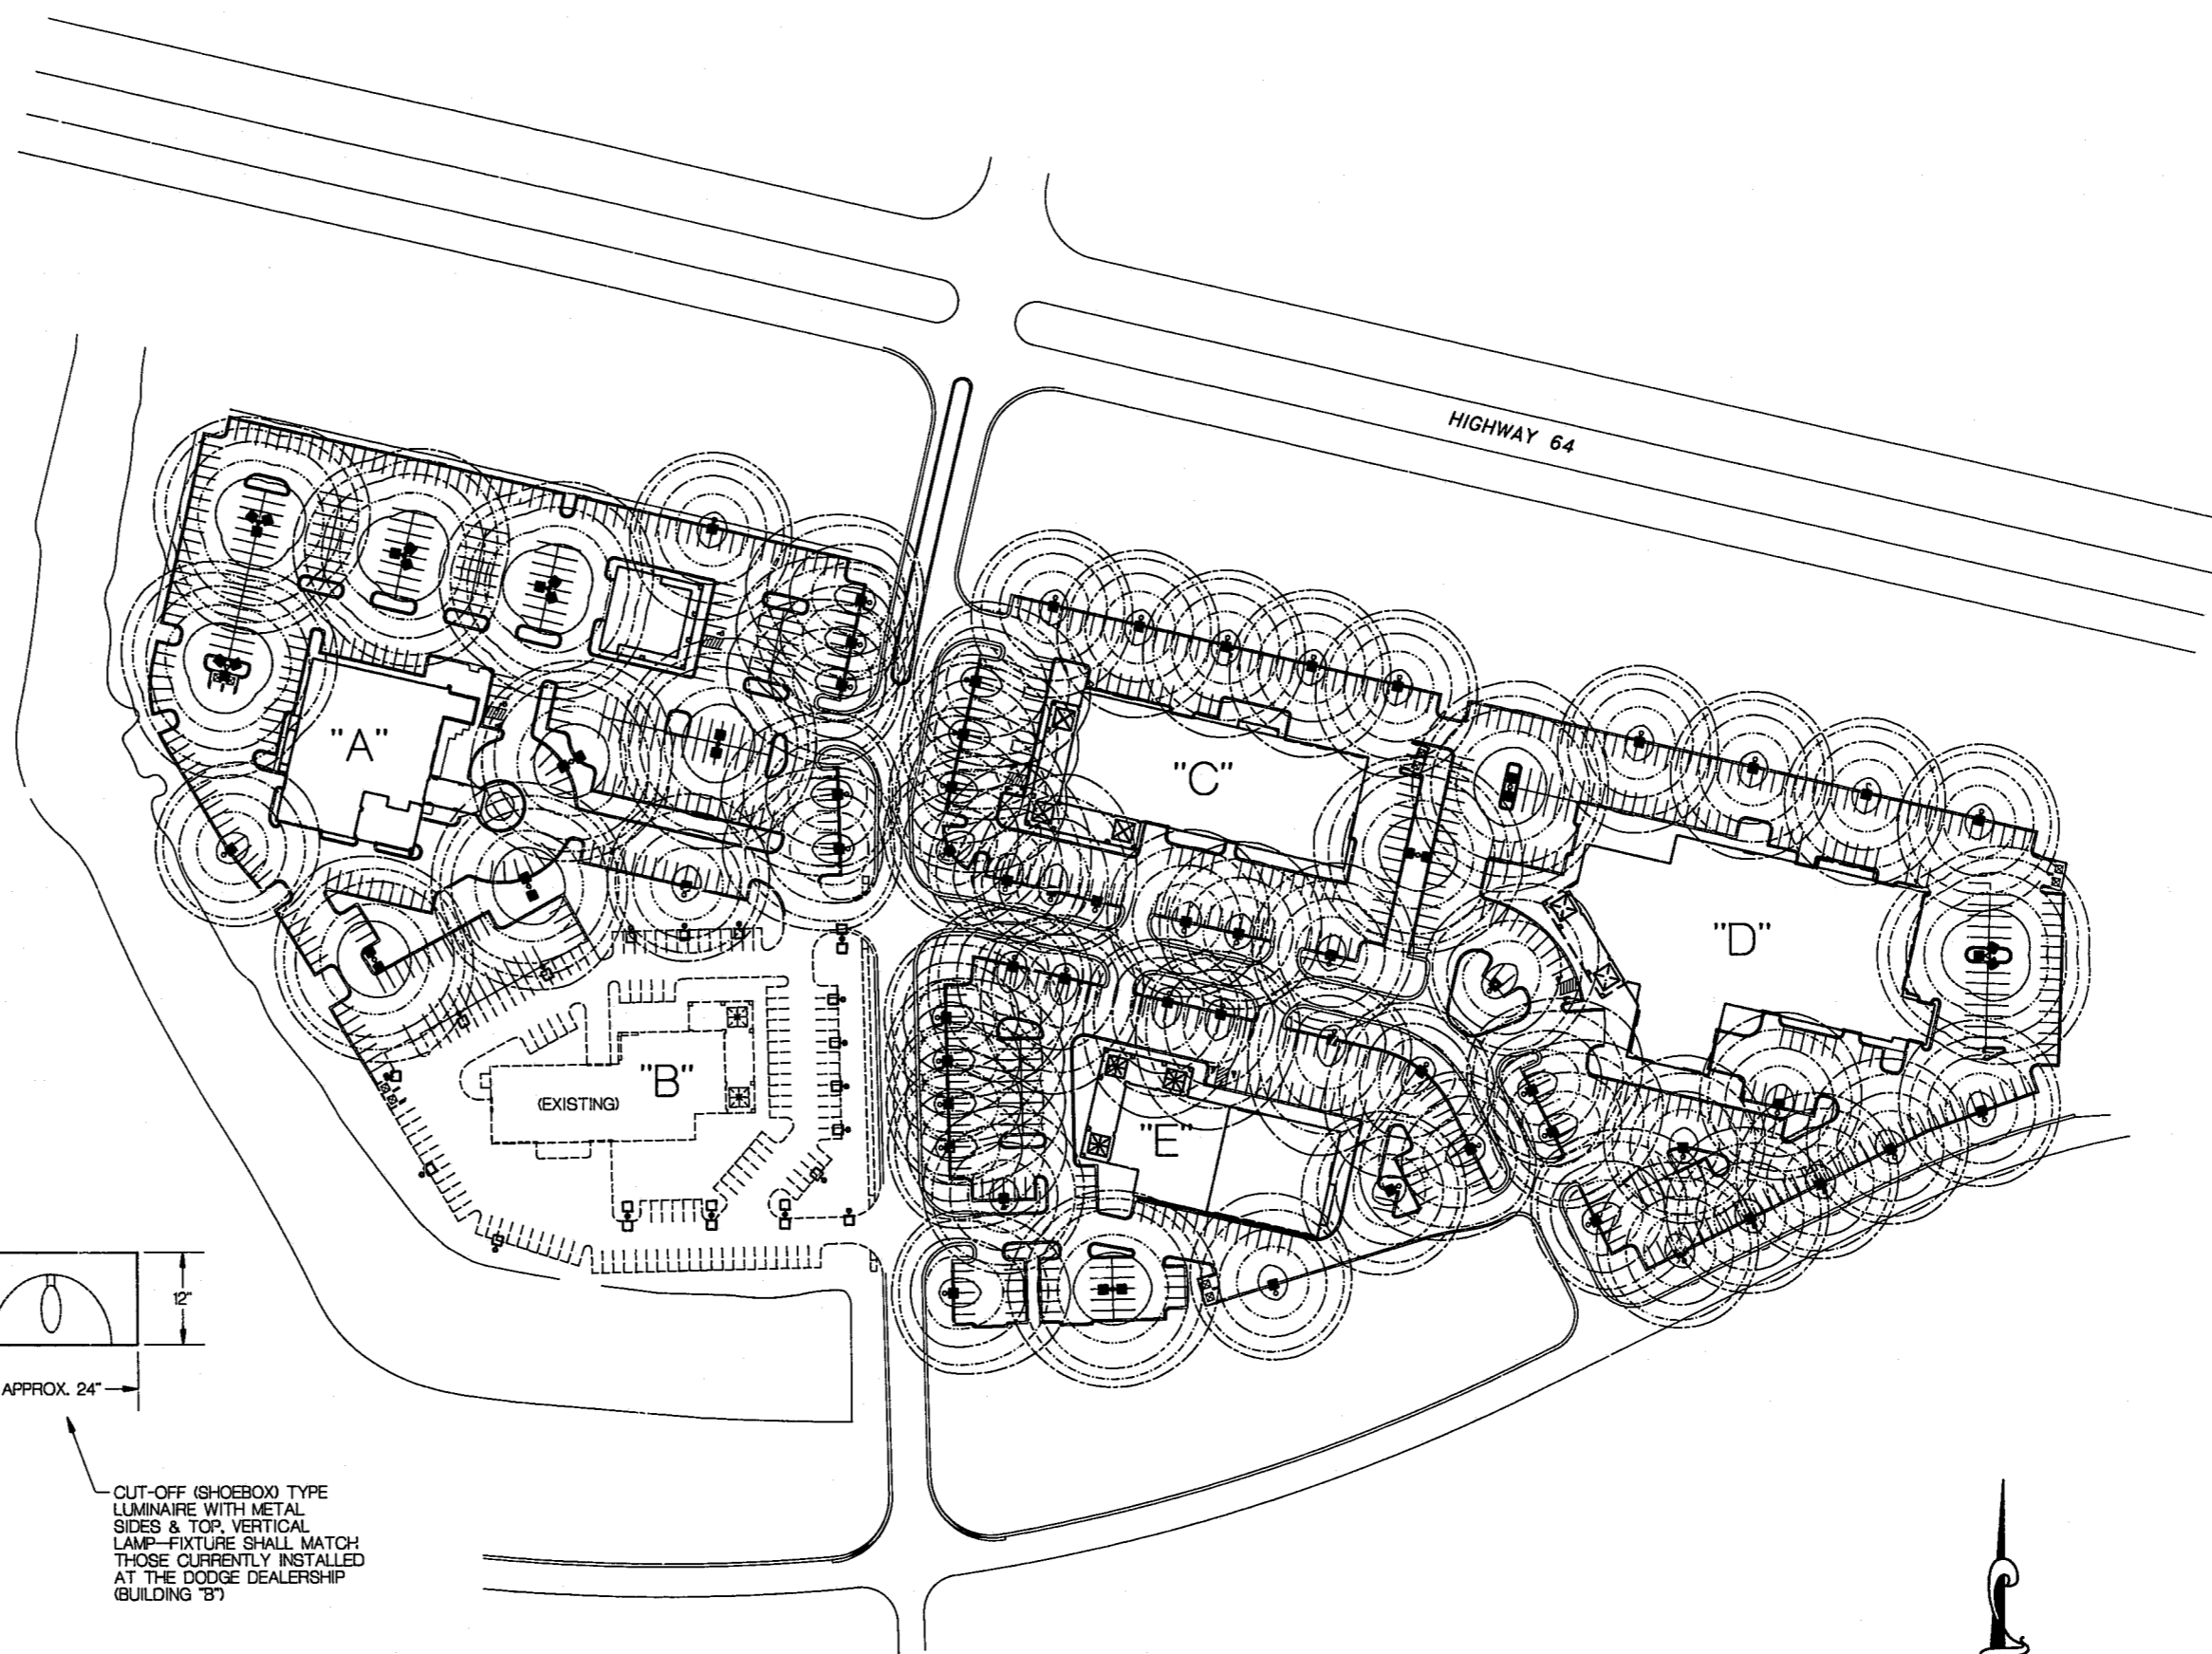 HIGHWAY 64
"A"
"C"
"D"
"B"
(EXISTING)
"E"
12"
APPROX. 24"
CUT-OFF (SHOEBOX) TYPE
LUMINAIRE WITH METAL
SIDES & TOP, VERTICAL
LAMP-FIXTURE SHALL MATCH
THOSE CURRENTLY INSTALLED
AT THE DODGE DEALERSHIP
(BUILDING "B")